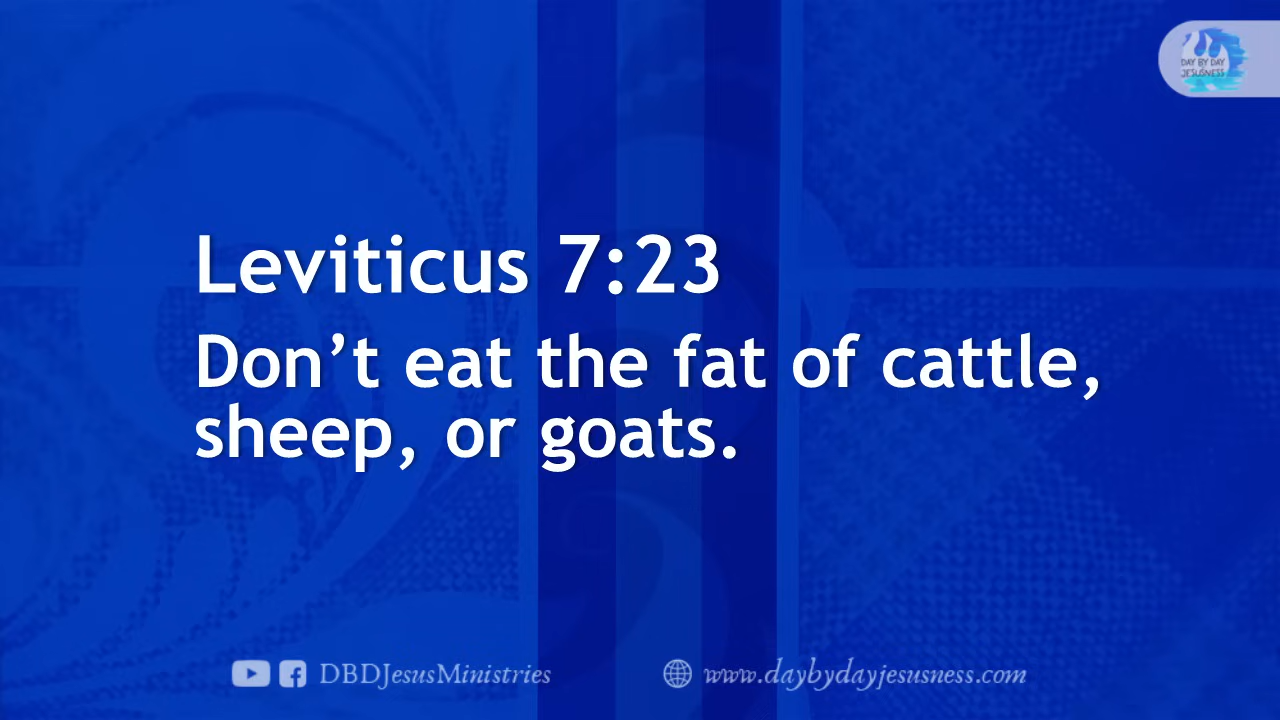 DAY BY DAY
JESUSNESS
Leviticus 7:23
Don’t eat the fat of cattle,
sheep, or goats.
DBDJesusMinistries
www.daybydayjesusness.com